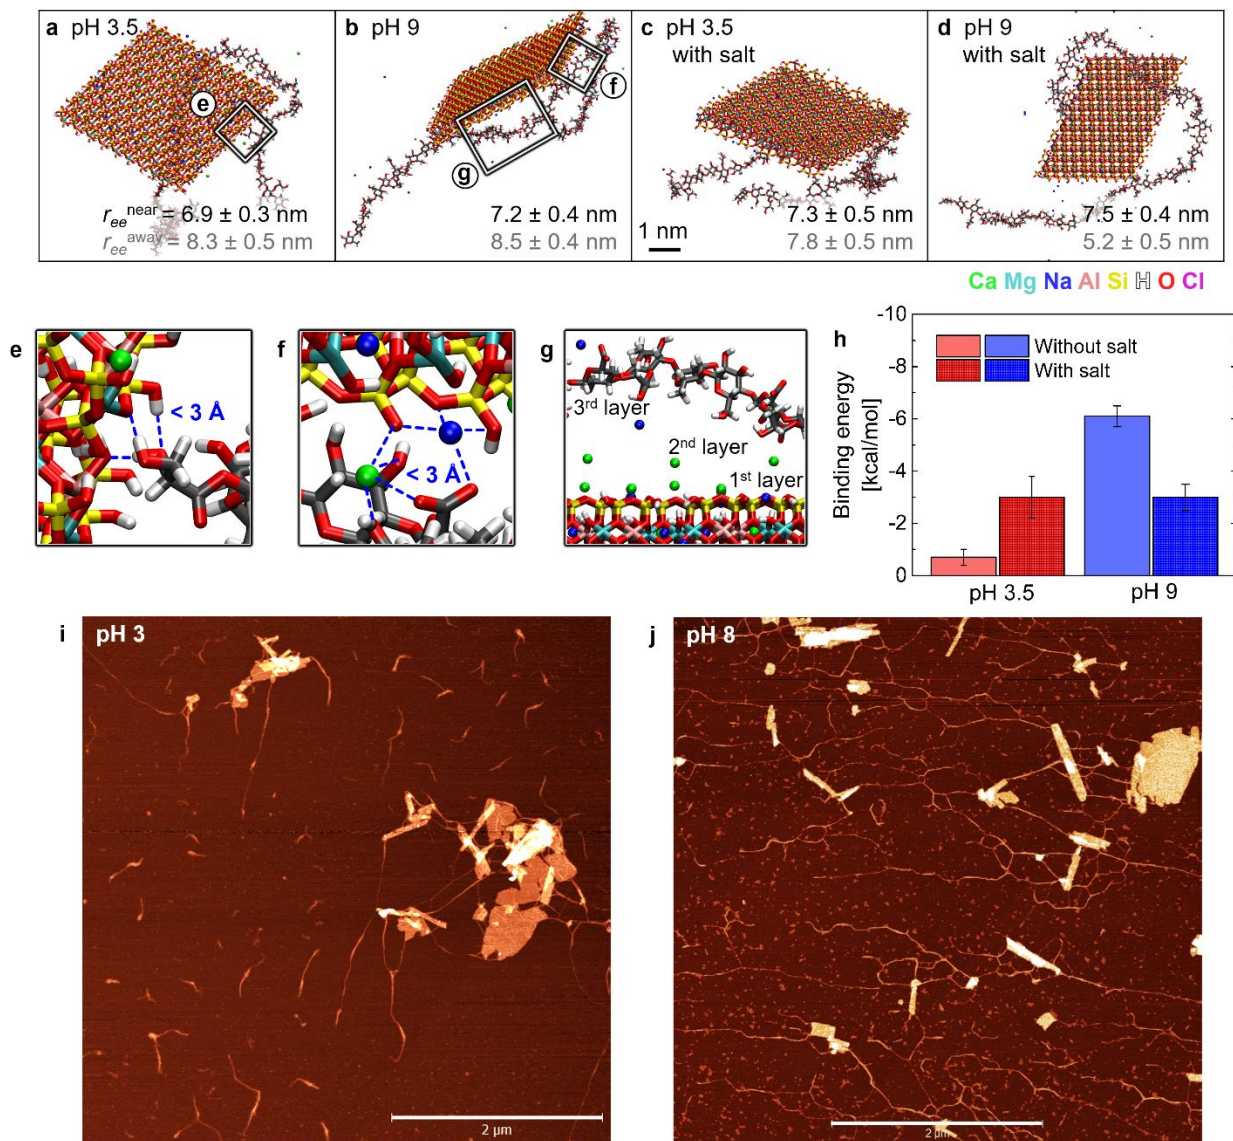 a pH 3.5
b pH 9
c pH 3.5
with salt
d pH 9
with salt
e
f
g
r_ee^near = 6.9 ± 0.3 nm
r_ee^away = 8.3 ± 0.5 nm
7.2 ± 0.4 nm
8.5 ± 0.4 nm
1 nm
7.3 ± 0.5 nm
7.8 ± 0.5 nm
7.5 ± 0.4 nm
5.2 ± 0.5 nm
Ca Mg Na Al Si H O Cl
e
< 3 Å
f
< 3 Å
g
3rd layer
2nd layer
1st layer
h
Binding energy
[kcal/mol]
-10
-8
-6
-4
-2
0
Without salt
With salt
pH 3.5
pH 9
i
pH 3
2 µm
j
pH 8
2 µm